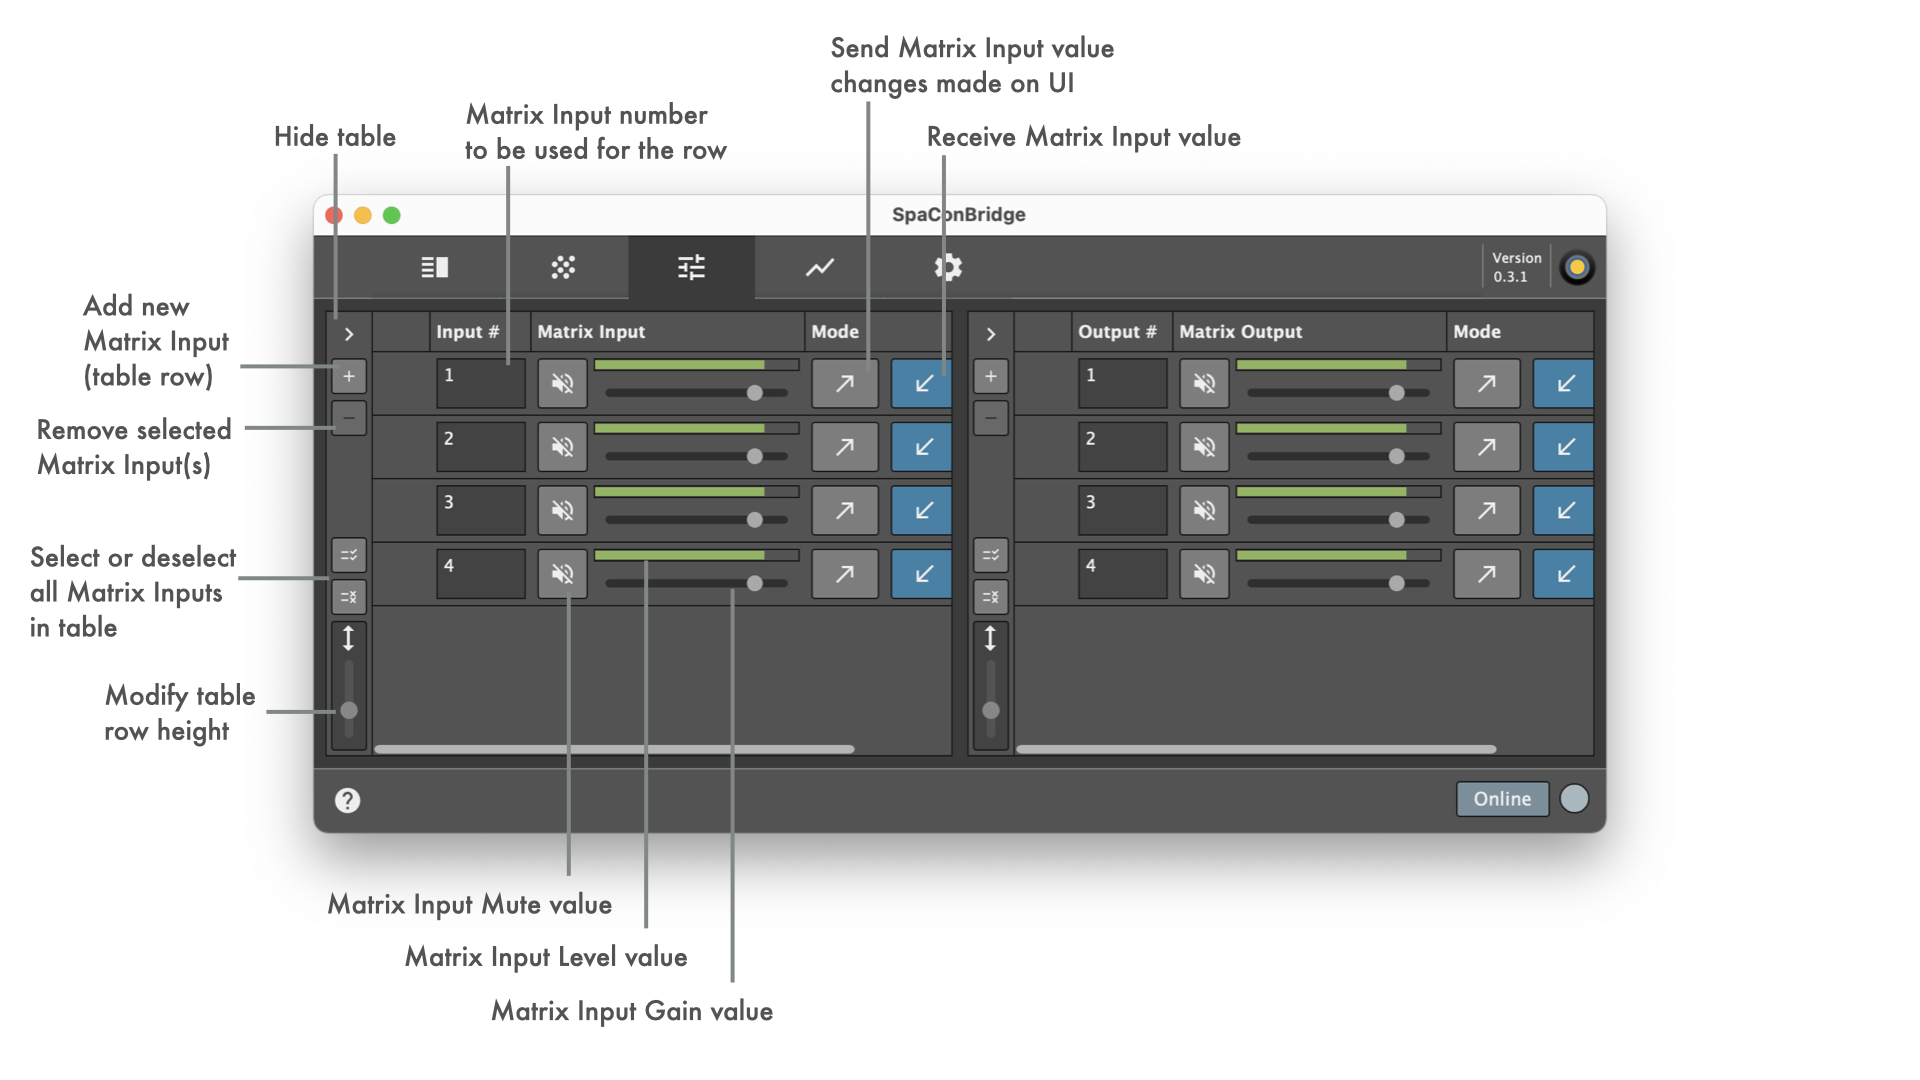 Send Matrix Input value
changes made on UI
Matrix Input number
to be used for the row
Hide table
Receive Matrix Input value
SpaConBridge
Version
0.3.1
Add new
Matrix Input
(table row)
Remove selected
Matrix Input(s)
Select or deselect
all Matrix Inputs
in table
Modify table
row height
Input #
Matrix Input
Mode
1
2
3
4
Output #
Matrix Output
Mode
1
2
3
4
Online
Matrix Input Mute value
Matrix Input Level value
Matrix Input Gain value